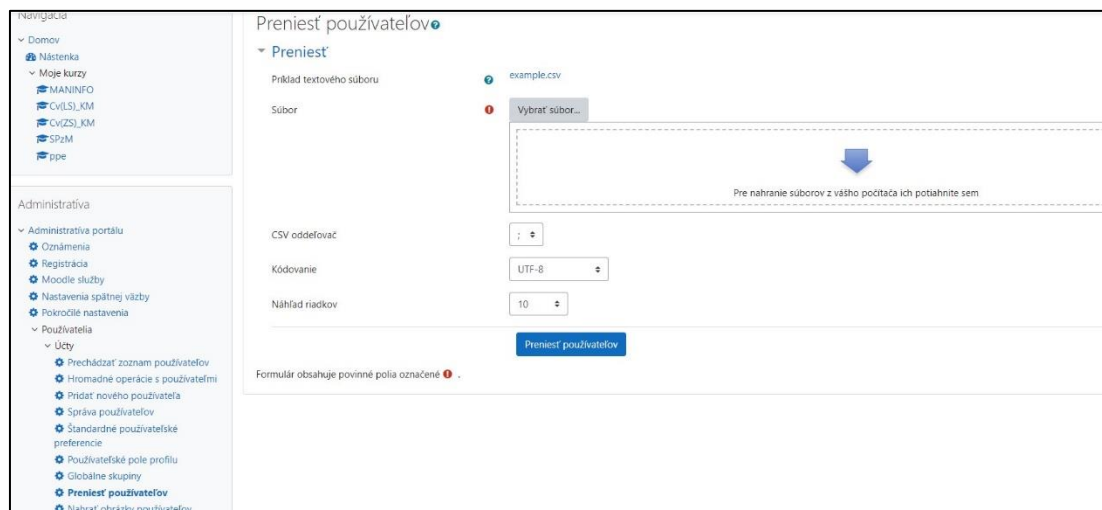 Navigácia
Domov
Nástenka
Moje kurzy
MANINFO
Cv(LS)_KM
Cv(ZS)_KM
SPzM
ppe
Administratíva
Administratíva portálu
Oznámenia
Registrácia
Moodle služby
Nastavenia spätnej väzby
Pokročilé nastavenia
Používatelia
Účty
Prechádzať zoznam používateľov
Hromadné operácie s používateľmi
Pridať nového používateľa
Správa používateľov
Štandardné používateľské
preferencie
Používateľské pole profilu
Globálne skupiny
Preniesť používateľov
Nahrať obrázky používateľov
Preniesť používateľov
Preniesť
Príklad textového súboru
example.csv
Súbor
Vybrať súbor...
Pre nahranie súborov z vášho počítača ich potiahnite sem
CSV oddeľovač
;
Kódovanie
UTF-8
Náhľad riadkov
10
Preniesť používateľov
Formulár obsahuje povinné polia označené .